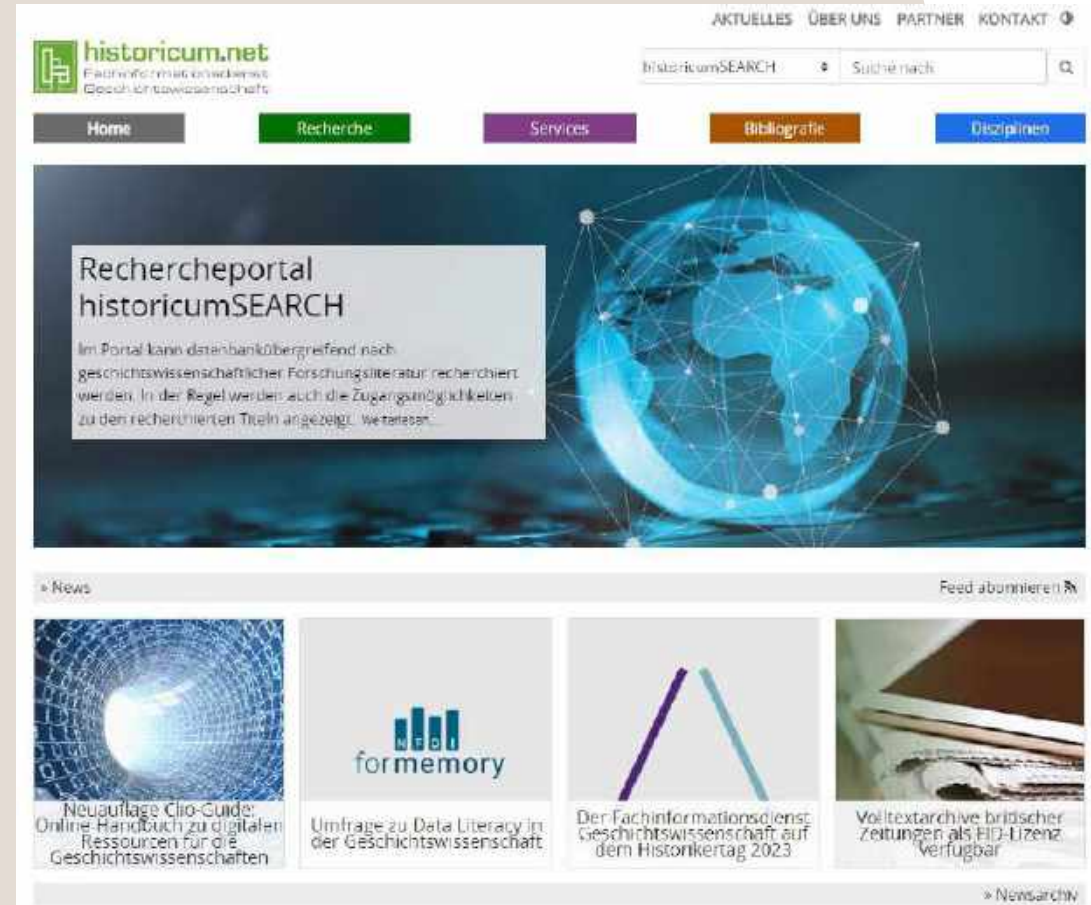 AKTUELLES ÜBER UNS PARTNER KONTAKT
historicum.net
Fachinformationsdienst
Geschichtswissenschaft
historicumSEARCH
Suche nach
Home
Recherche
Services
Bibliografie
Disziplinen
Rechercheportal
historicumSEARCH
Im Portal kann datenbankübergreifend nach
geschichtswissenschaftlicher Forschungsliteratur recherchiert
werden. In der Regel werden auch die Zugangsmöglichkeiten
zu den recherchierten Titeln angezeigt. Weiterlesen...
» News
Feed abonnieren
Neuauflage Clio-Guide:
Online-Handbuch zu digitalen
Ressourcen für die
Geschichtswissenschaften
NFDI
formemory
Umfrage zu Data Literacy in
der Geschichtswissenschaft
Der Fachinformationsdienst
Geschichtswissenschaft auf
dem Historikertag 2023
Volltextarchive britischer
Zeitungen als FID-Lizenz
verfügbar
» Newsarchiv